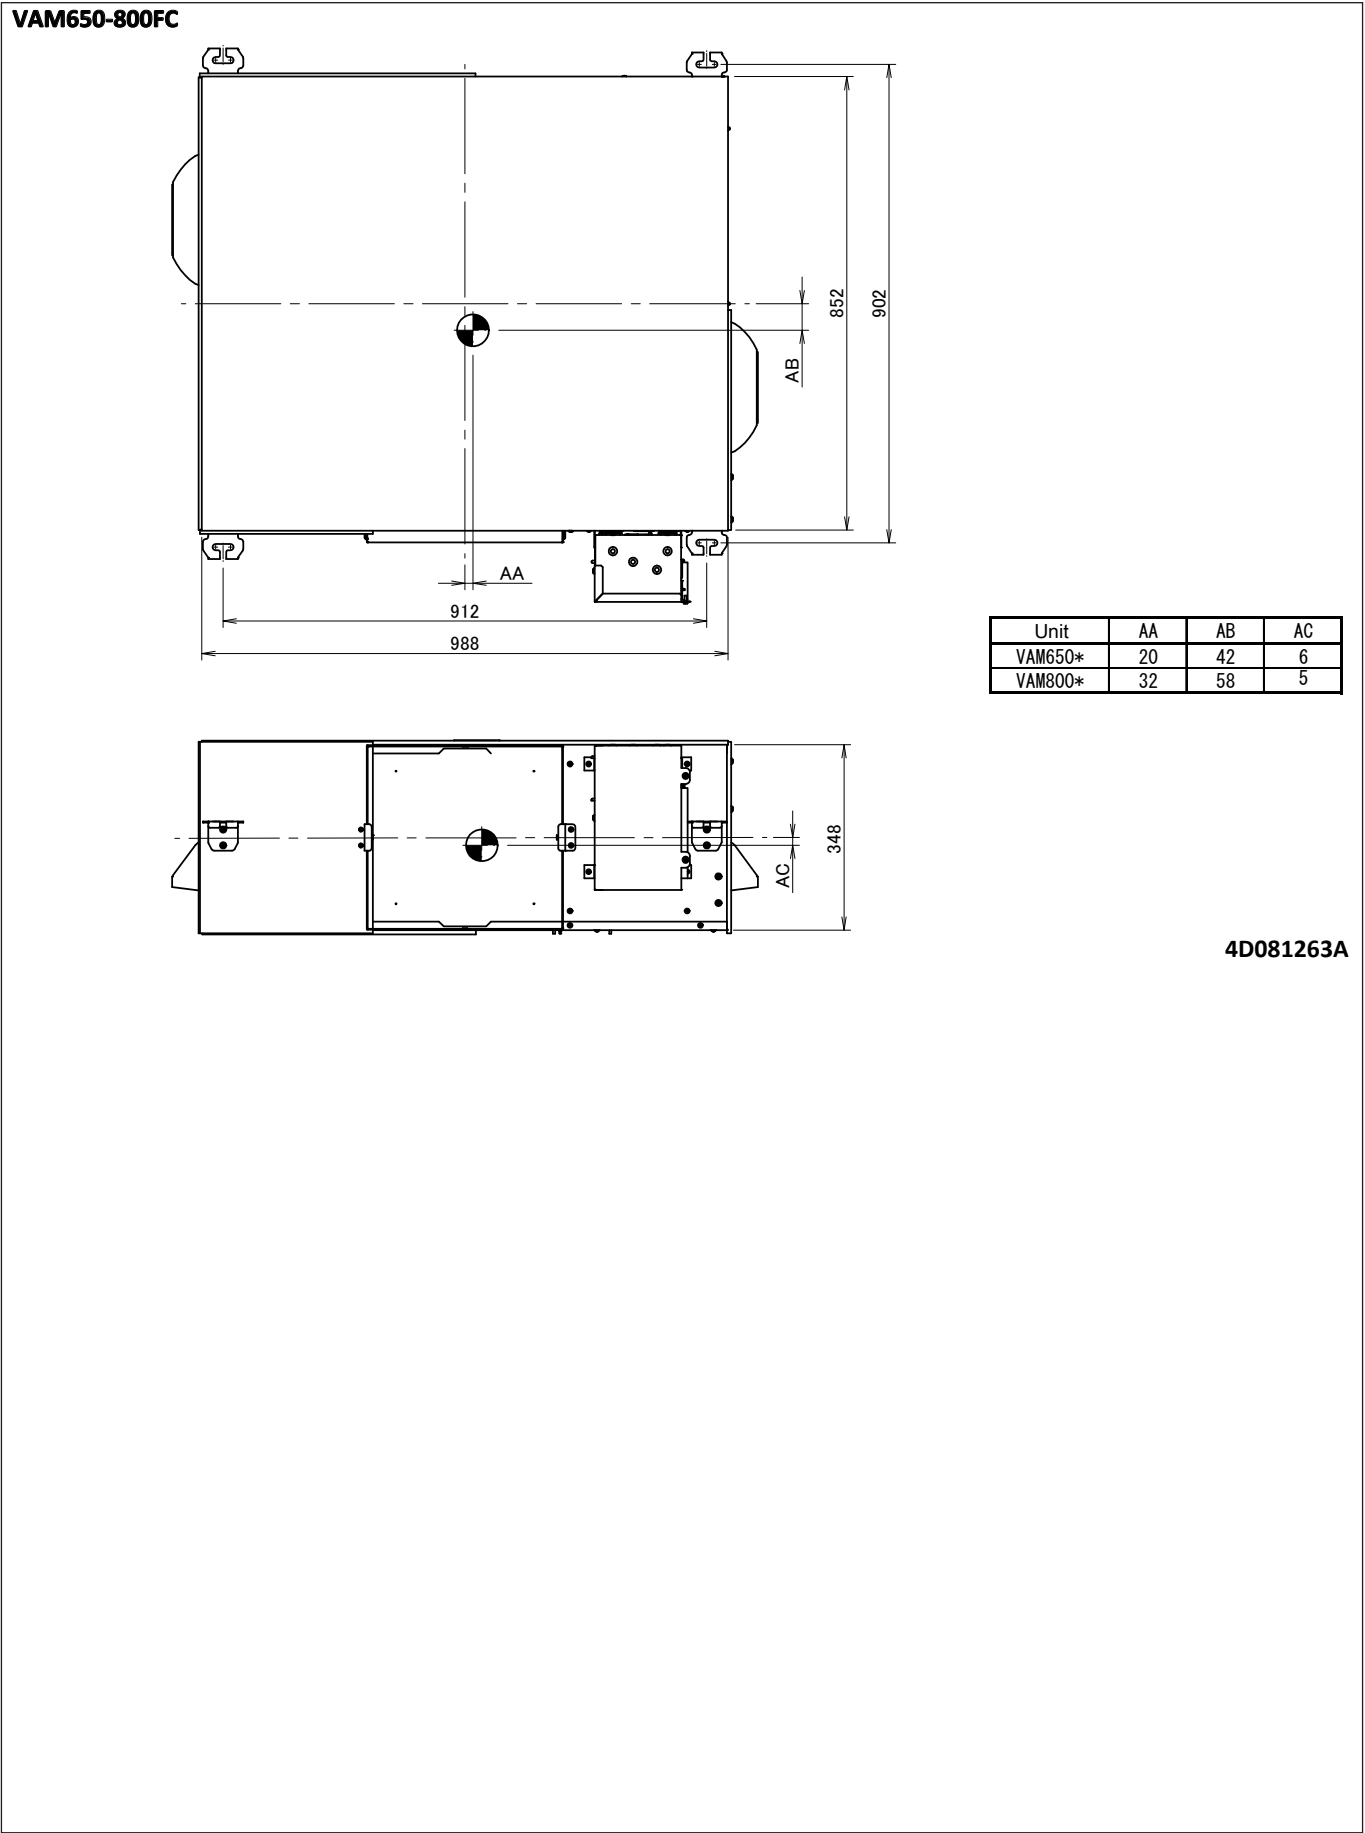 VAM650-800FC
852
902
AB
AA
912
988
Unit AA AB AC
VAM650* 20 42 6
VAM800* 32 58 5
348
AC
4D081263A